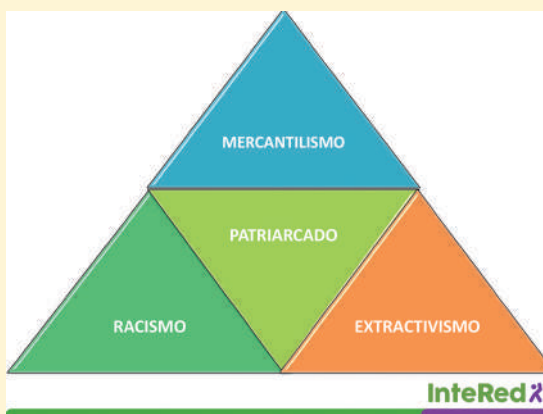 MERCANTILISMO
PATRIARCADO
RACISMO
EXTRACTIVISMO
InteRed